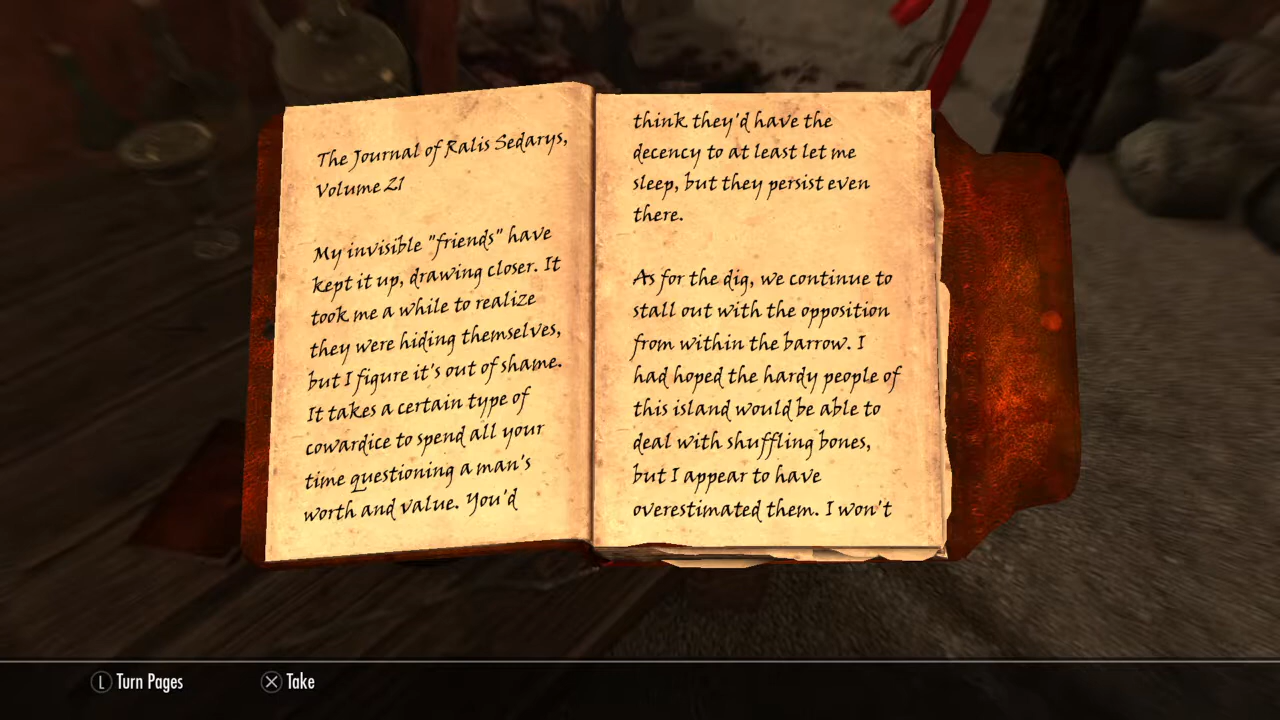 The Journal of Ralis Sedarys,
Volume 21
My invisible "friends" have
kept it up, drawing closer. It
took me a while to realize
they were hiding themselves,
but I figure it's out of shame.
It takes a certain type of
cowardice to spend all your
time questioning a man's
worth and value. You'd
think they'd have the
decency to at least let me
sleep, but they persist even
there.
As for the dig, we continue to
stall out with the opposition
from within the barrow. I
had hoped the hardy people of
this island would be able to
deal with shuffling bones,
but I appear to have
overestimated them. I won't
L Turn Pages
X Take